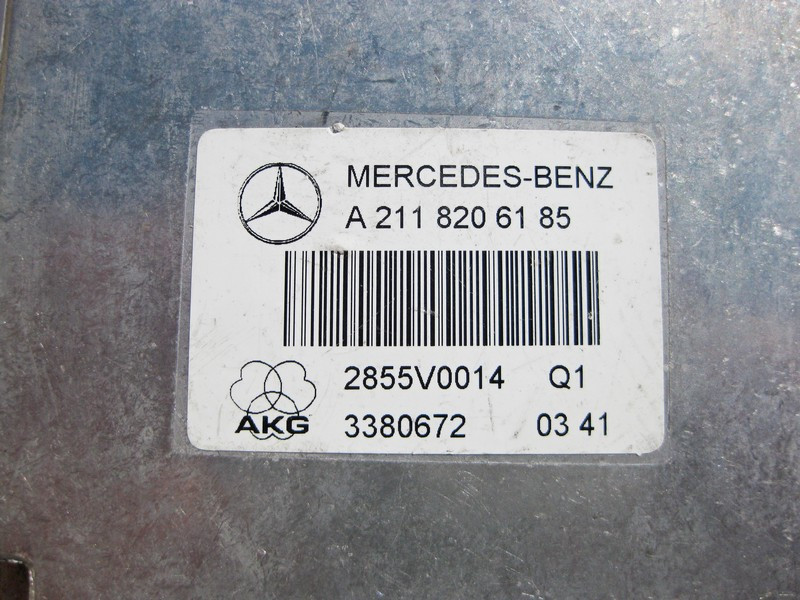 MERCEDES-BENZ
A 211 820 61 85
2855V0014 Q1
AKG 3380672 03 41